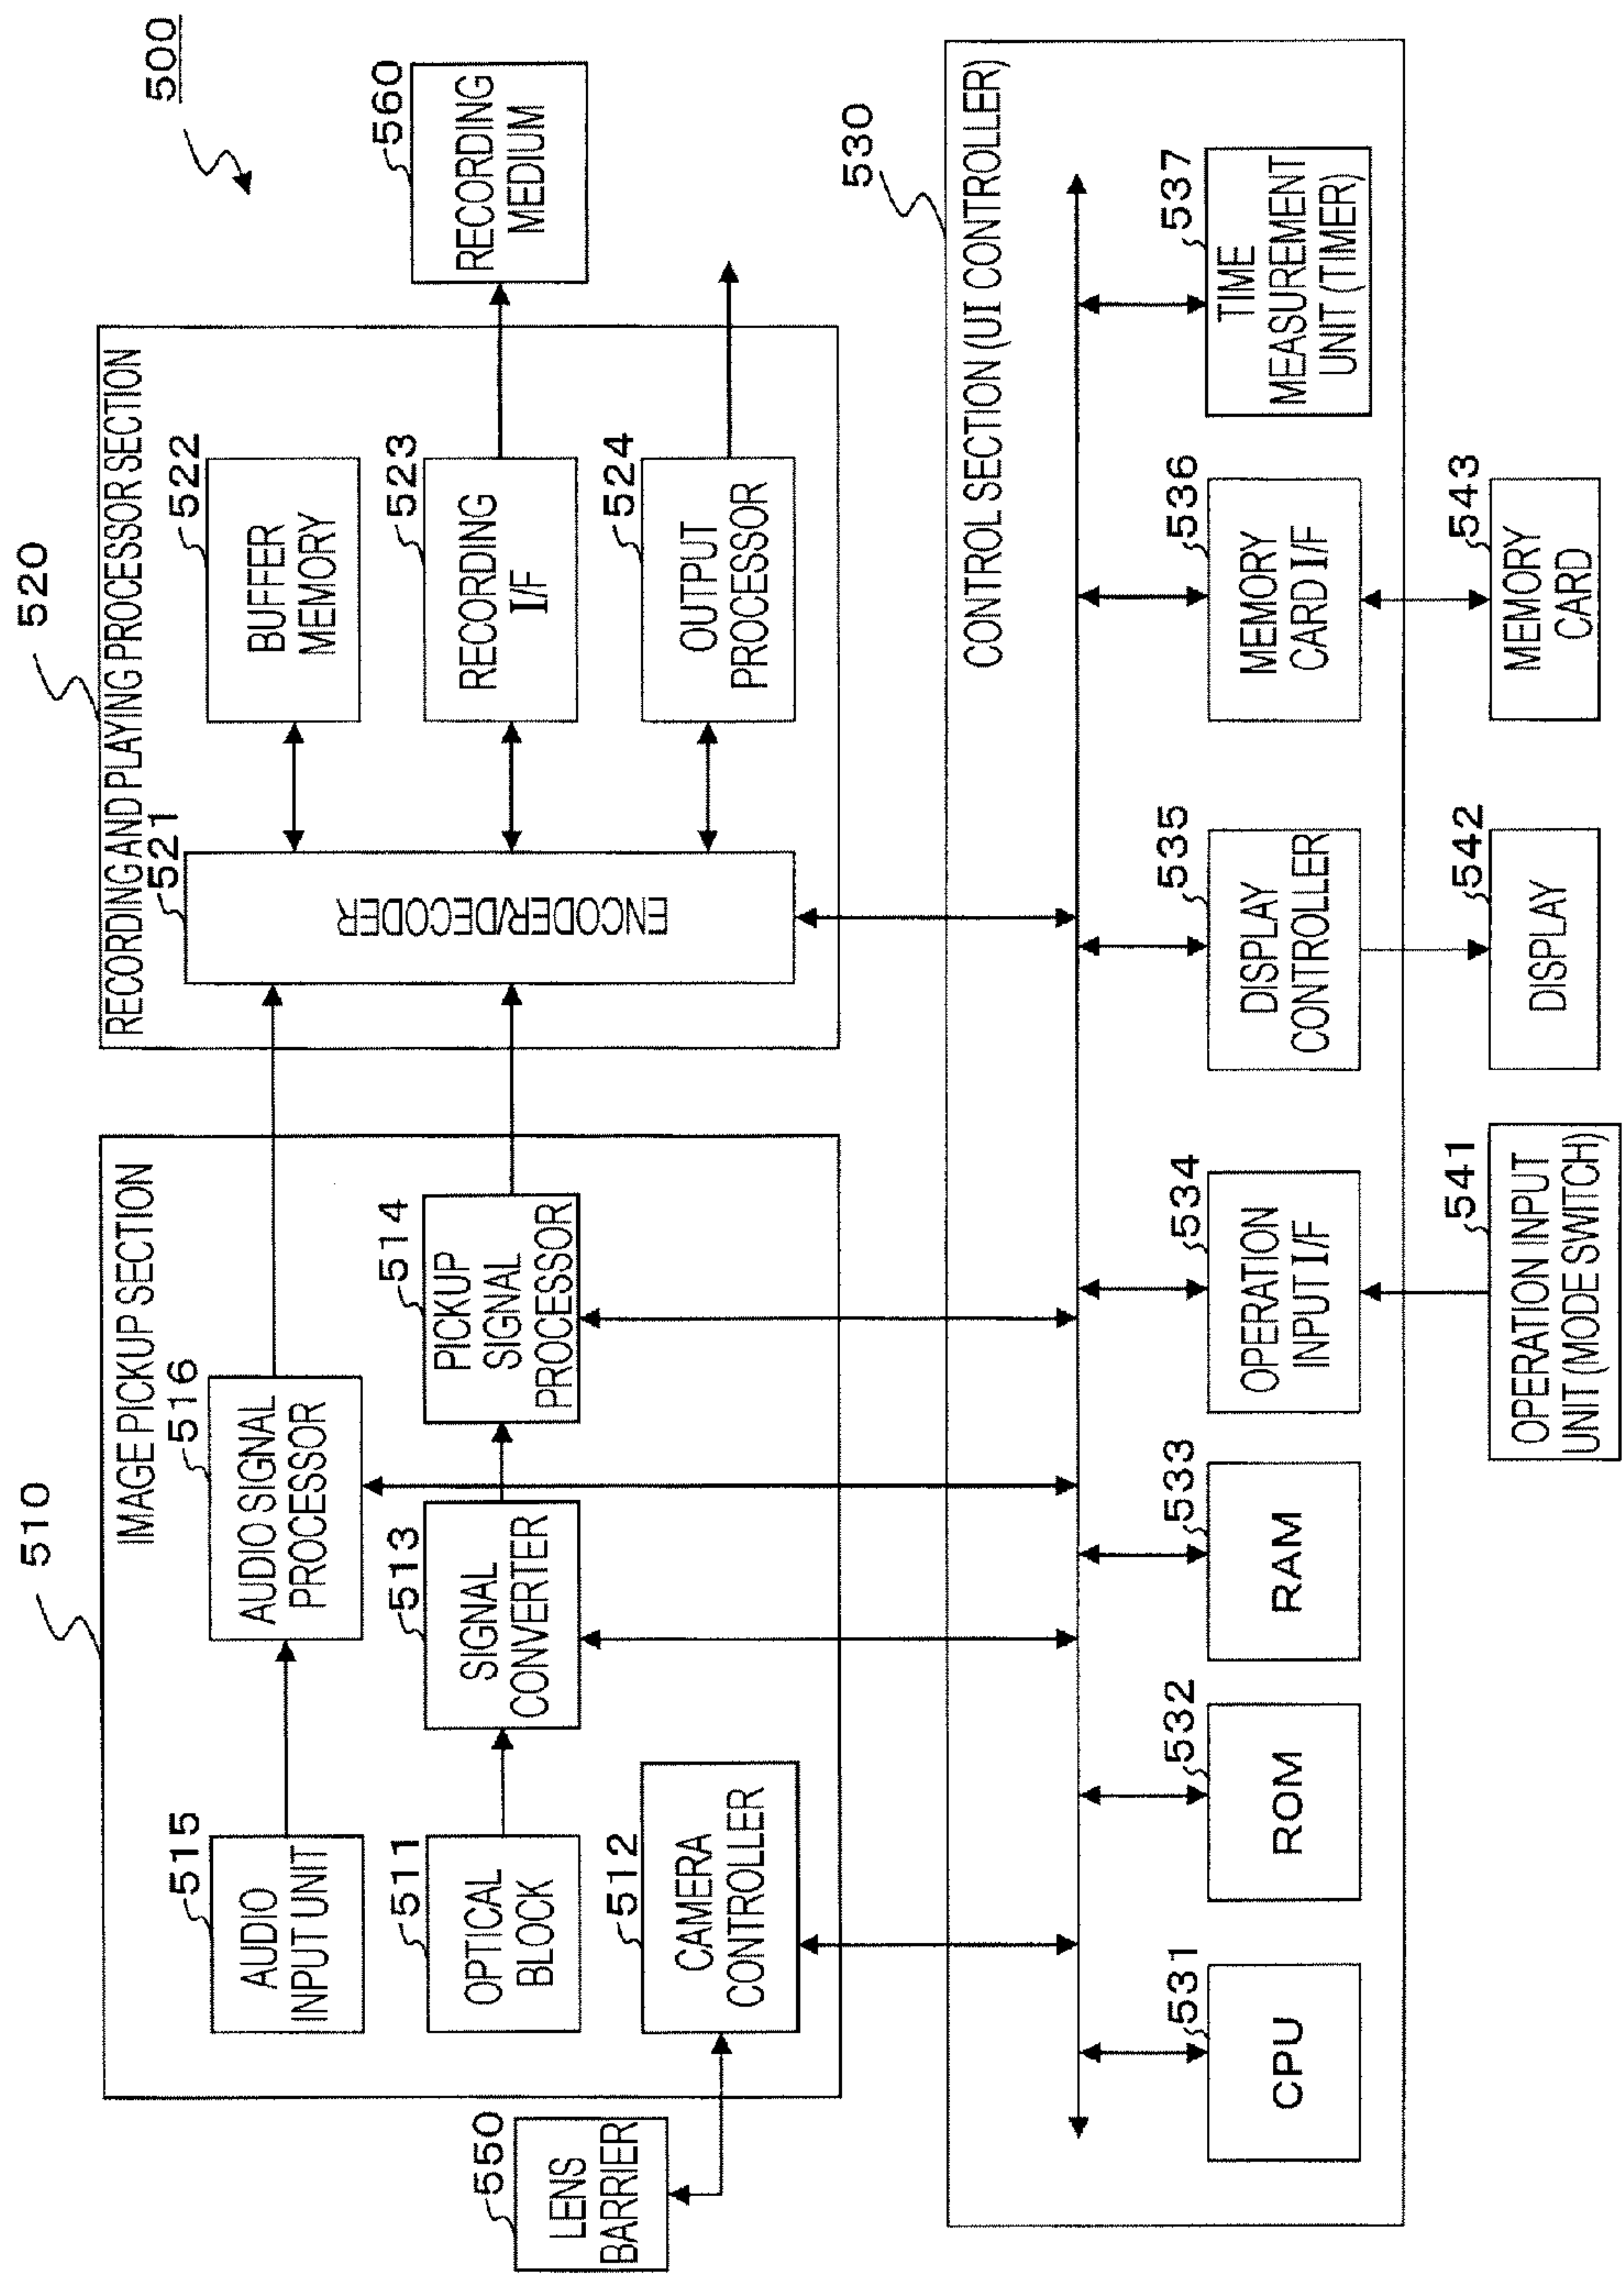 500
510
IMAGE PICKUP SECTION
515
AUDIO
INPUT UNIT
516
AUDIO SIGNAL
PROCESSOR
511
OPTICAL
BLOCK
513
SIGNAL
CONVERTER
514
PICKUP
SIGNAL
PROCESSOR
512
CAMERA
CONTROLLER
550
LENS
BARRIER
520
RECORDING AND PLAYING PROCESSOR SECTION
521
ENCODER/DECODER
522
BUFFER
MEMORY
523
RECORDING
I/F
524
OUTPUT
PROCESSOR
560
RECORDING
MEDIUM
530
CONTROL SECTION (UI CONTROLLER)
531
CPU
532
ROM
533
RAM
534
OPERATION
INPUT I/F
535
DISPLAY
CONTROLLER
536
MEMORY
CARD I/F
537
TIME
MEASUREMENT
UNIT (TIMER)
541
OPERATION INPUT
UNIT (MODE SWITCH)
542
DISPLAY
543
MEMORY
CARD